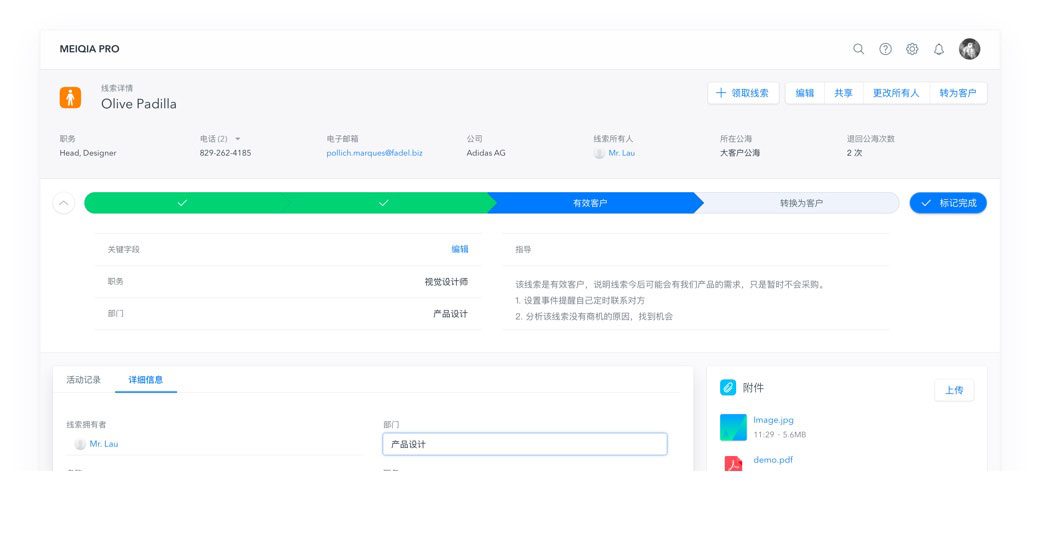 MEIQIA PRO
线索详情
Olive Padilla
领取线索 编辑 共享 更改所有人 转为客户
职务 电话 (2) 电子邮箱 公司 线索所有人 所在公海 退回公海次数
Head, Designer 829-262-4185 pollich.marques@fadel.biz Adidas AG Mr. Lau 大客户公海 2 次
有效客户 转换为客户 标记完成
关键字段 编辑 指导
职务 视觉设计师
部门 产品设计
该线索是有效客户，说明线索今后可能会有我们产品的需求，只是暂时不会采购。
1. 设置事件提醒自己定时联系对方
2. 分析该线索没有商机的原因，找到机会
活动记录 详细信息
线索拥有者 部门
Mr. Lau 产品设计
附件 上传
Image.jpg
11:29 · 5.6MB
demo.pdf